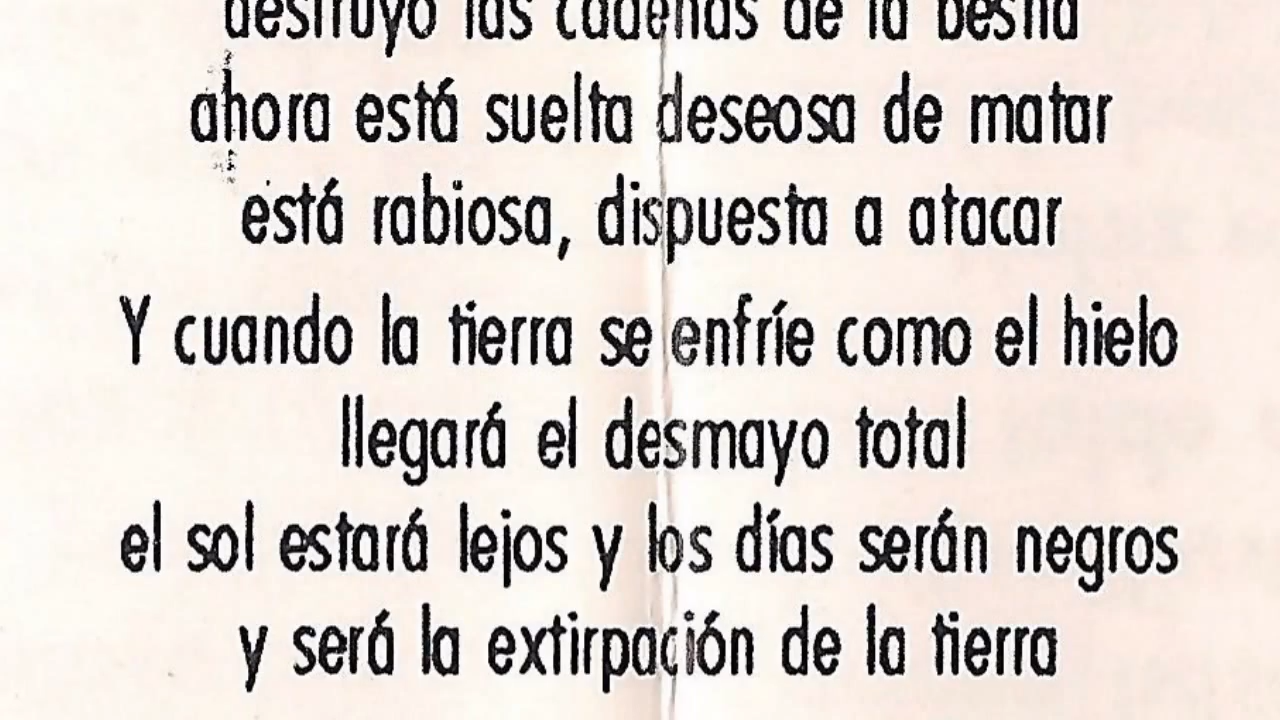 destruyo las cadenas de la bestia
ahora está suelta deseosa de matar
está rabiosa, dispuesta a atacar
Y cuando la tierra se enfríe como el hielo
llegará el desmayo total
el sol estará lejos y los días serán negros
y será la extirpación de la tierra